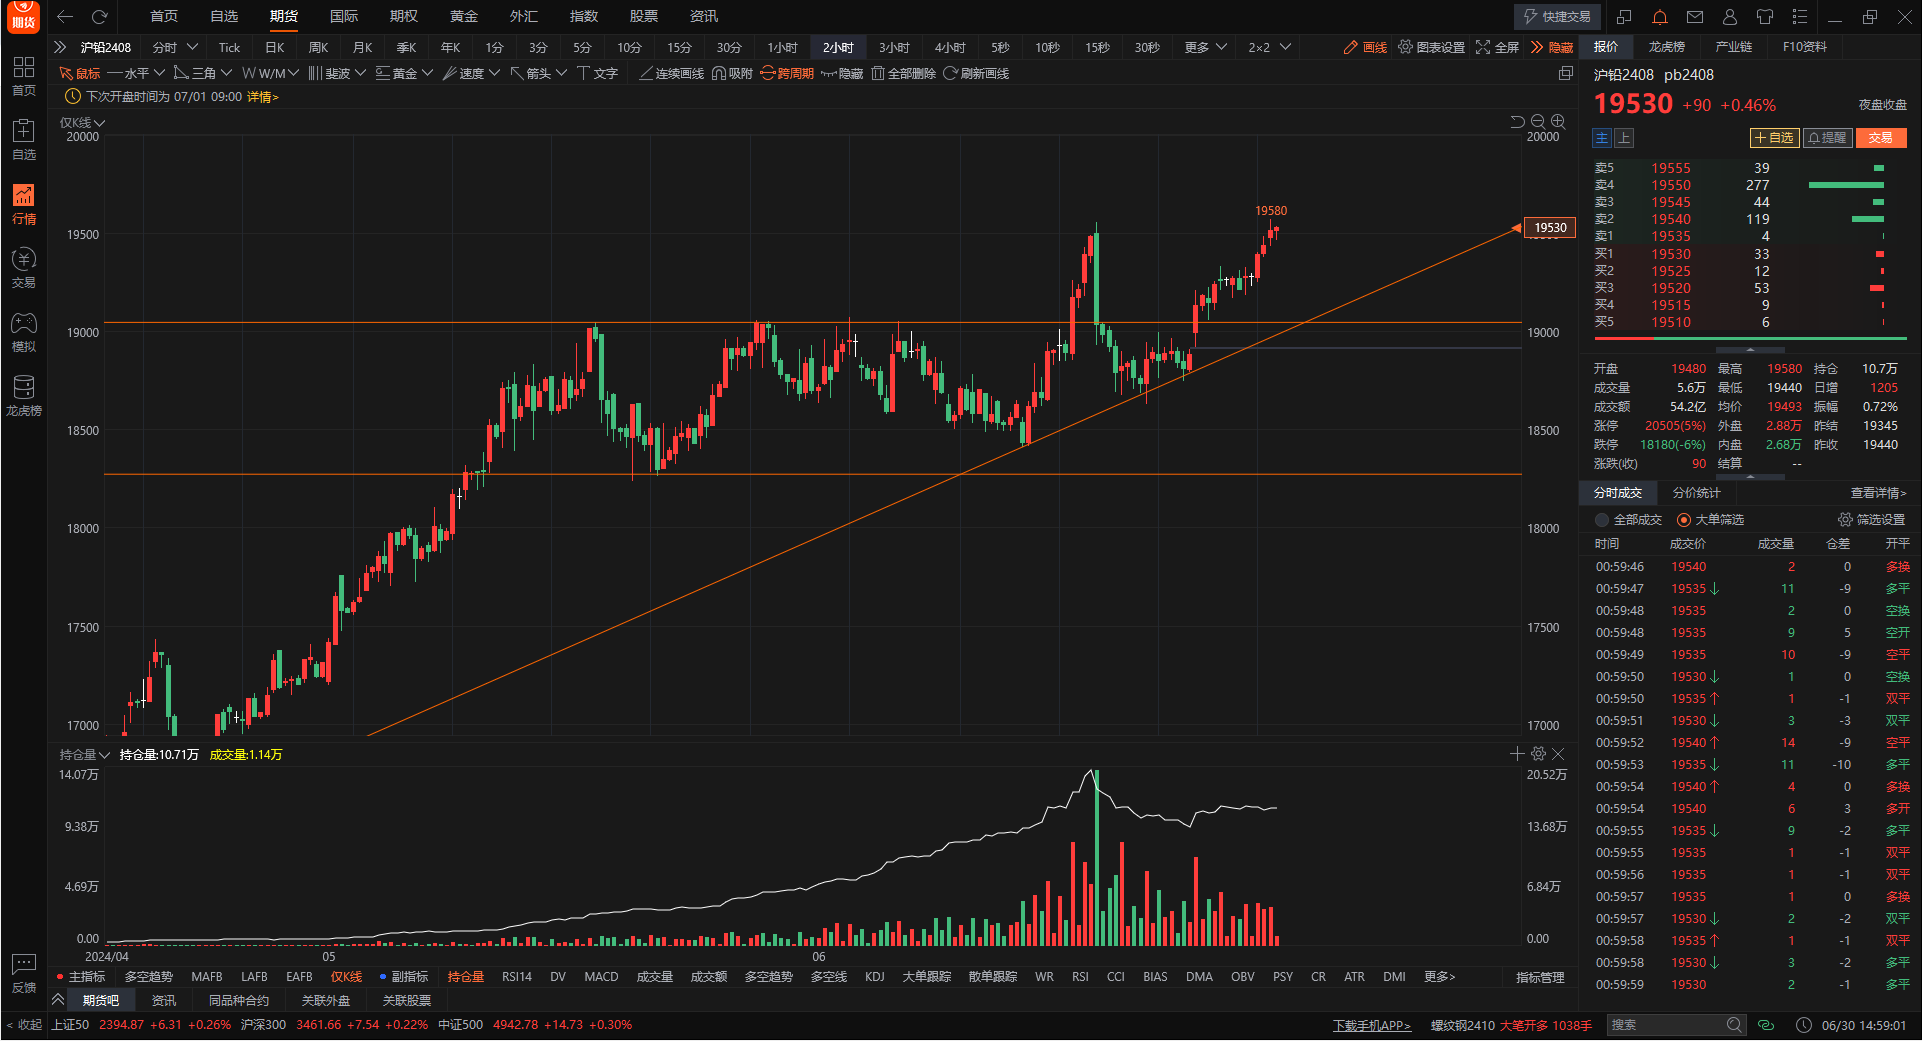 期货
首页 自选 期货 国际 期权 黄金 外汇 指数 股票 资讯
快捷交易
沪铅2408 分时 Tick 日K 周K 月K 季K 年K 1分 3分 5分 10分 15分 30分 1小时 2小时 3小时 4小时 5秒 10秒 15秒 30秒 更多 2×2
画线 图表设置 全屏 隐藏
鼠标 水平 三角 W/M 斐波 黄金 速度 箭头 文字 连续画线 吸附 跨周期 隐藏 全部删除 刷新画线
下次开盘时间为 07/01 09:00 详情>
首页
自选
行情
交易
模拟
龙虎榜
反馈
< 收起
仅K线
20000 20000
19500
19000 19000
18500 18500
18000 18000
17500 17500
17000 17000
19580
19530
持仓量 持仓量:10.71万 成交量:1.14万
14.07万 20.52万
9.38万 13.68万
4.69万 6.84万
0.00 0.00
2024/04 05 06
主指标 多空趋势 MAFB LAFB EAFB 仅K线 副指标 持仓量 RSI14 DV MACD 成交量 成交额 多空趋势 多空线 KDJ 大单跟踪 散单跟踪 WR RSI CCI BIAS DMA OBV PSY CR ATR DMI 更多> 指标管理
期货吧 资讯 同品种合约 关联外盘 关联股票
上证50 2394.87 +6.31 +0.26% 沪深300 3461.66 +7.54 +0.22% 中证500 4942.78 +14.73 +0.30%
下载手机APP>
螺纹钢2410 大笔开多 1038手
搜索
06/30 14:59:01
报价 龙虎榜 产业链 F10资料
沪铅2408 pb2408
19530 +90 +0.46% 夜盘收盘
主 上 十自选 提醒 交易
卖5 19555 39
卖4 19550 277
卖3 19545 44
卖2 19540 119
卖1 19535 4
买1 19530 33
买2 19525 12
买3 19520 53
买4 19515 9
买5 19510 6
开盘 19480 最高 19580 持仓 10.7万
成交量 5.6万 最低 19440 日增 1205
成交额 54.2亿 均价 19493 振幅 0.72%
涨停 20505(5%) 外盘 2.88万 昨结 19345
跌停 18180(-6%) 内盘 2.68万 昨收 19440
涨跌(收) 90 结算 --
分时成交 分价统计 查看详情>
全部成交 大单筛选 筛选设置
时间 成交价 成交量 仓差 开平
00:59:46 19540 2 0 多换
00:59:47 19535↓ 11 -9 多平
00:59:48 19535 2 0 空换
00:59:48 19535 9 5 空开
00:59:49 19535 10 -9 空平
00:59:50 19530↓ 1 0 空换
00:59:50 19535↑ 1 -1 双平
00:59:51 19530↓ 3 -3 双平
00:59:52 19540↑ 14 -9 空平
00:59:53 19535↓ 11 -10 多平
00:59:54 19540↑ 4 0 多换
00:59:54 19540 6 3 多开
00:59:55 19535↓ 9 -2 多平
00:59:55 19535 1 -1 双平
00:59:56 19535 1 -1 双平
00:59:57 19535 1 0 多换
00:59:57 19530↓ 2 -2 双平
00:59:58 19535↑ 1 -1 双平
00:59:58 19530↓ 3 -2 多平
00:59:59 19530 2 -1 多平